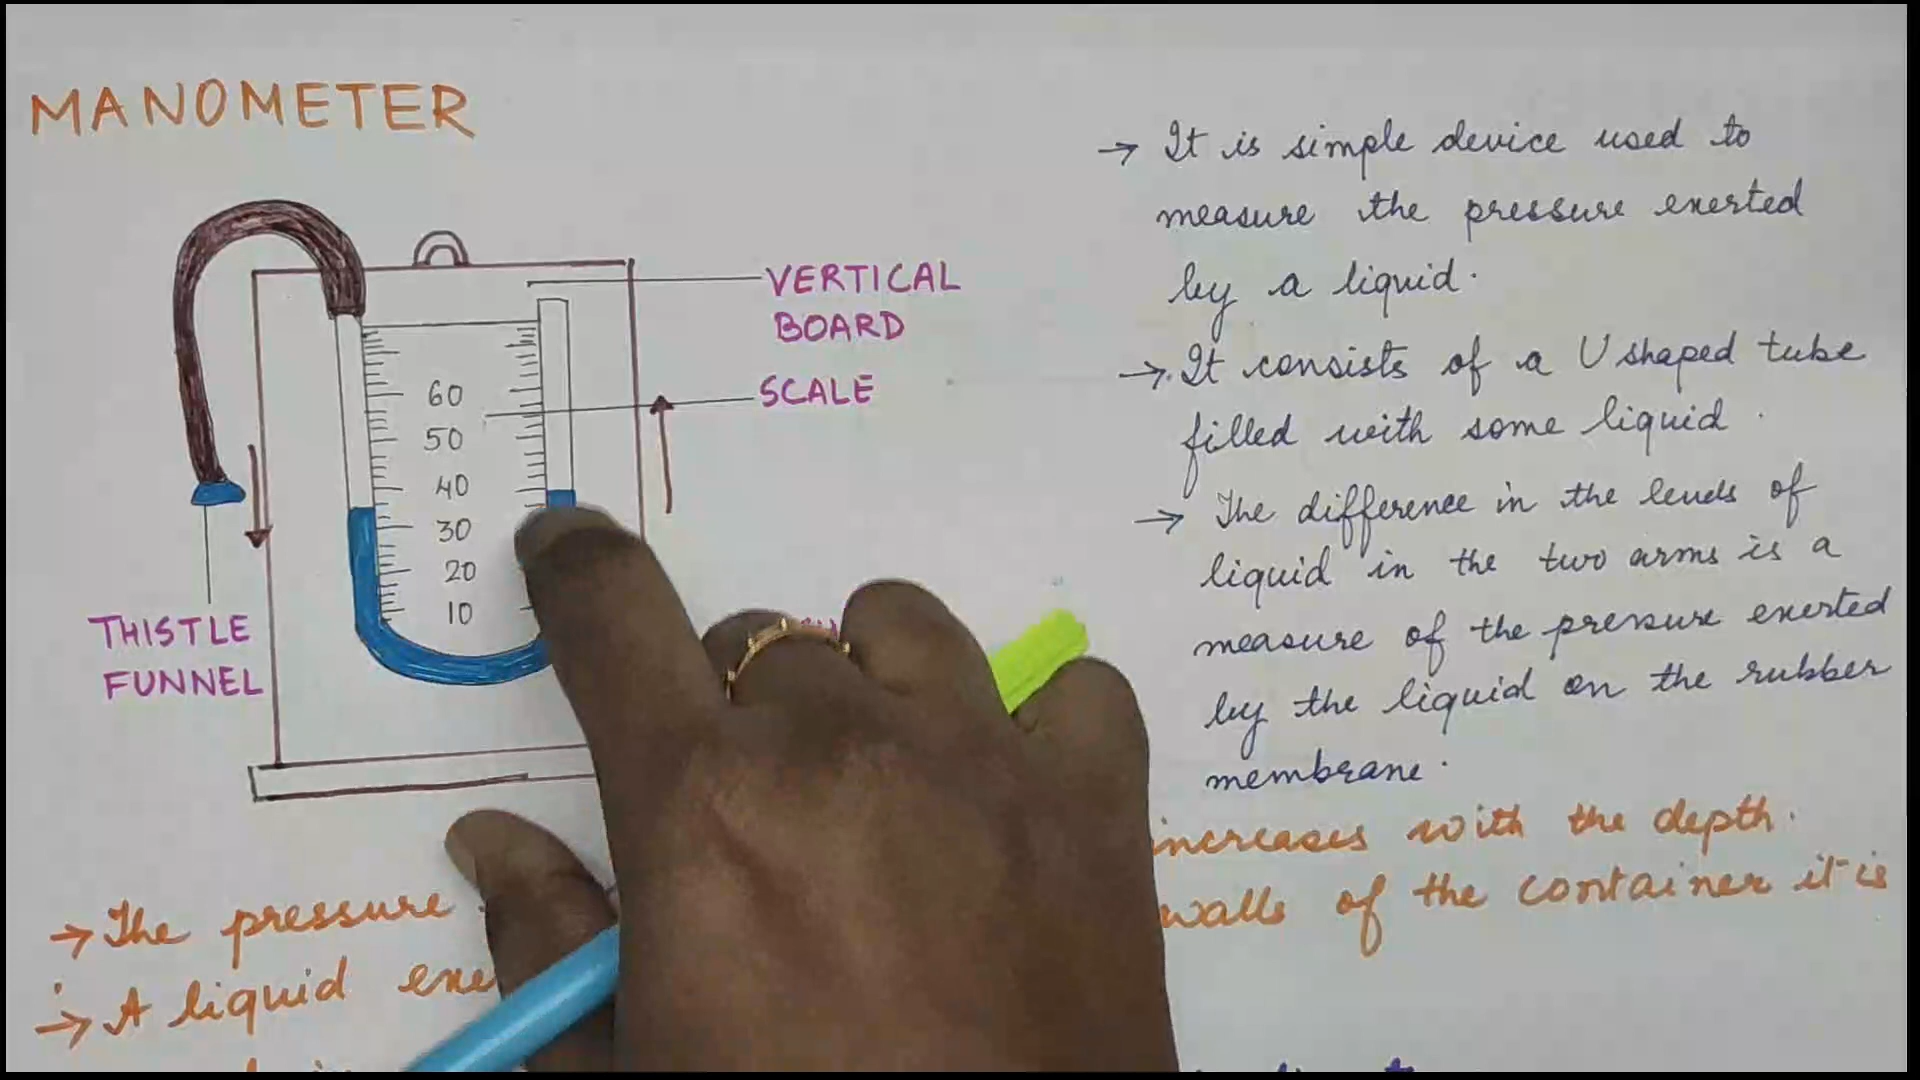 MANOMETER
VERTICAL
BOARD
SCALE
60
50
40
30
20
10
THISTLE
FUNNEL
→ It is simple device used to
measure the pressure exerted
by a liquid.
→ It consists of a U shaped tube
filled with some liquid.
→ The difference in the levels of
liquid in the two arms is a
measure of the pressure exerted
by the liquid on the rubber
membrane.
→ The pressure increases with the depth.
→ A liquid exe walls of the container it is